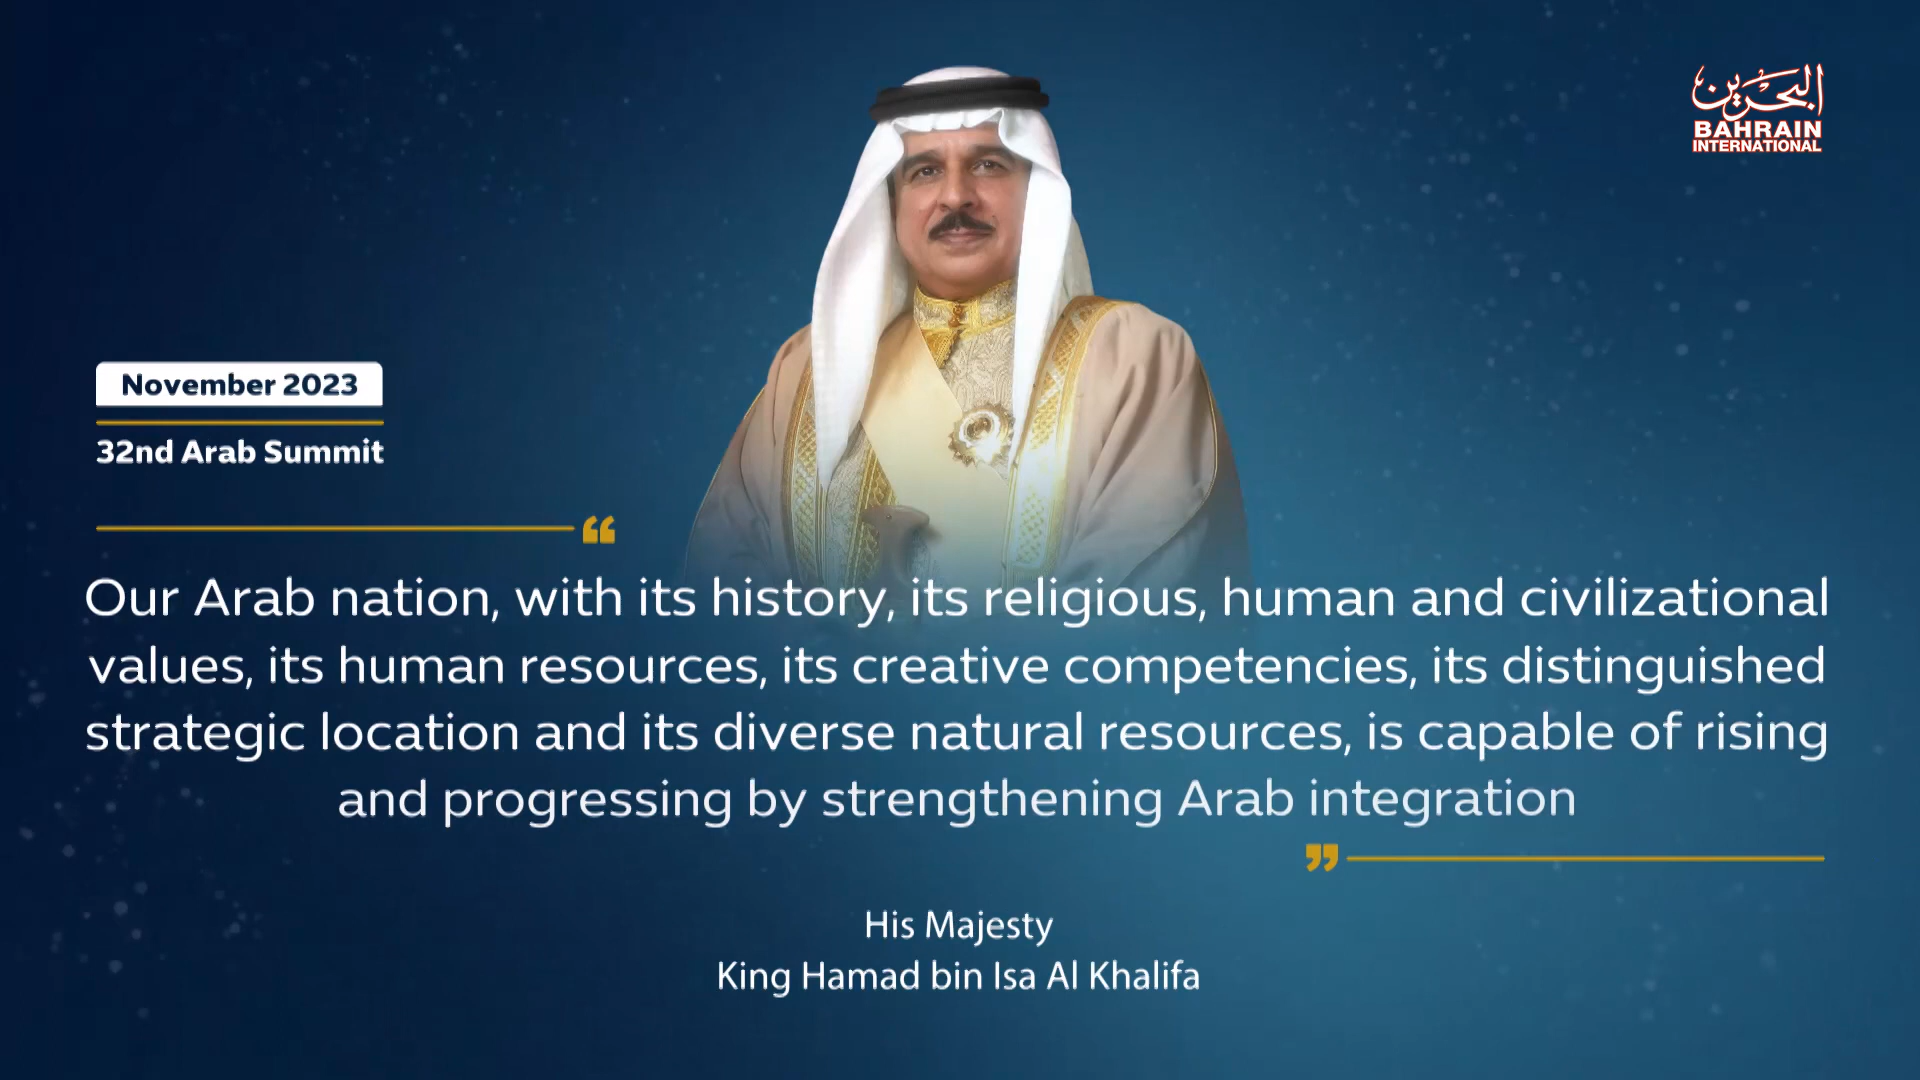 البحرين
BAHRAIN
INTERNATIONAL
November 2023
32nd Arab Summit
“
Our Arab nation, with its history, its religious, human and civilizational
values, its human resources, its creative competencies, its distinguished
strategic location and its diverse natural resources, is capable of rising
and progressing by strengthening Arab integration
”
His Majesty
King Hamad bin Isa Al Khalifa